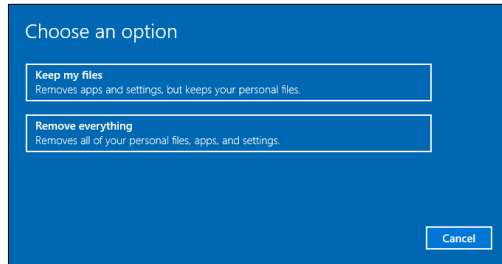 Choose an option
Keep my files
Removes apps and settings, but keeps your personal files.
Remove everything
Removes all of your personal files, apps, and settings.
Cancel